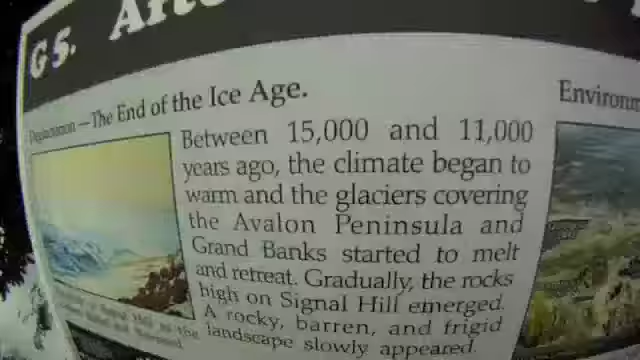 G 5.
Deglaciation — The End of the Ice Age.
Between 15,000 and 11,000
years ago, the climate began to
warm and the glaciers covering
the Avalon Peninsula and
Grand Banks started to melt
and retreat. Gradually, the rocks
high on Signal Hill emerged.
A rocky, barren, and frigid
landscape slowly appeared.